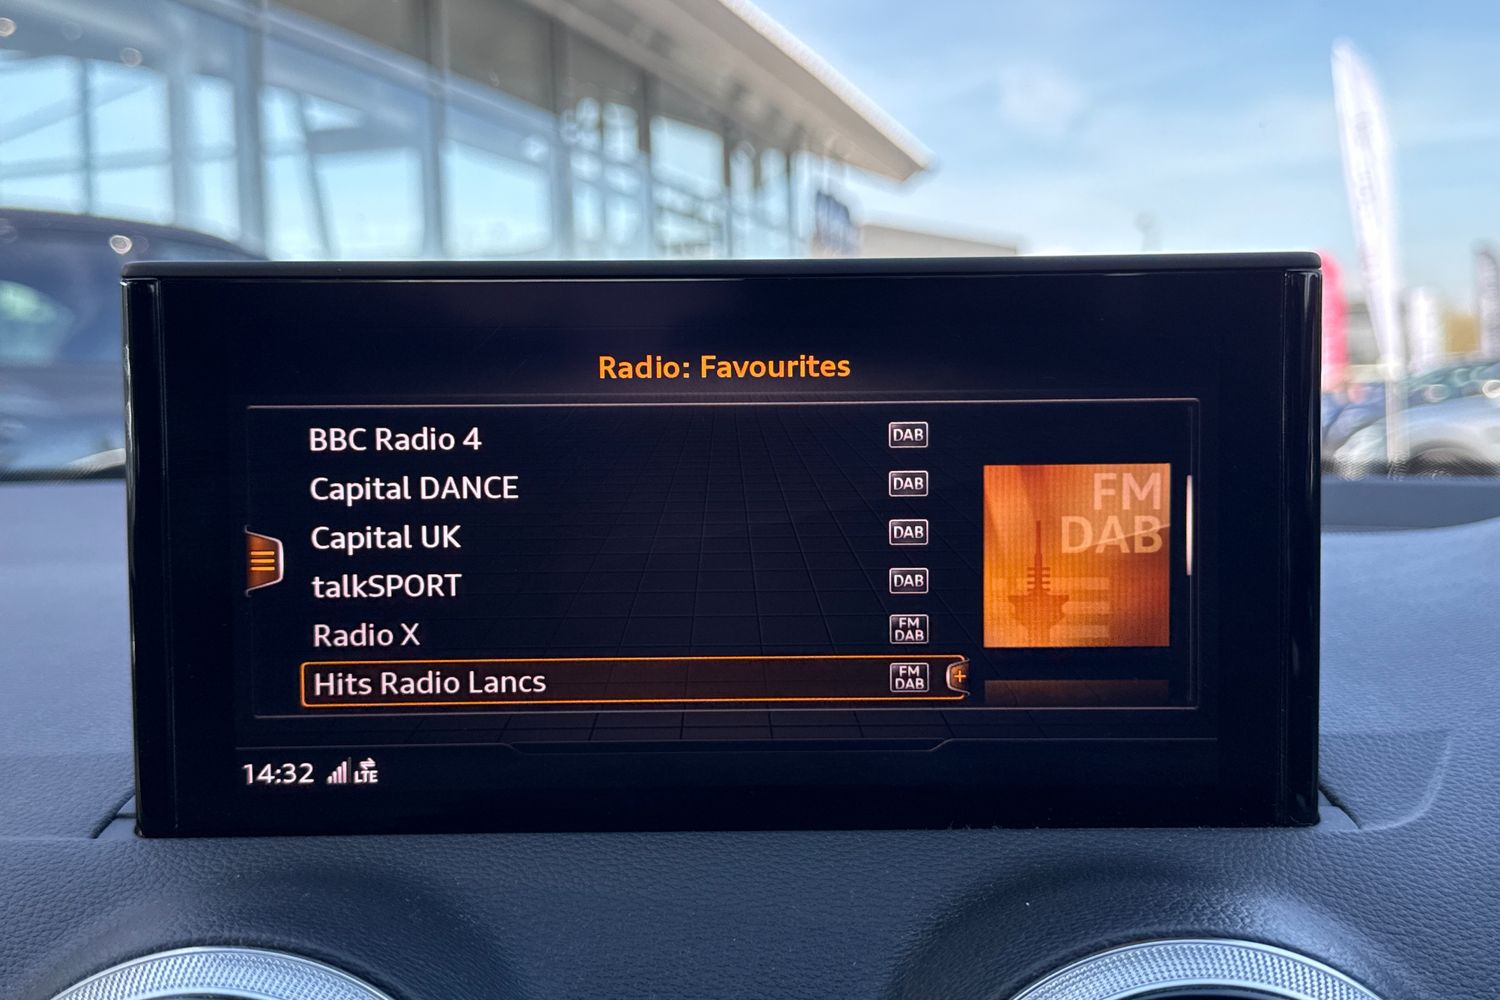 Radio: Favourites
BBC Radio 4 DAB
Capital DANCE DAB
Capital UK DAB
talkSPORT DAB
Radio X FM DAB
Hits Radio Lancs FM DAB +
FM
DAB
14:32 LTE